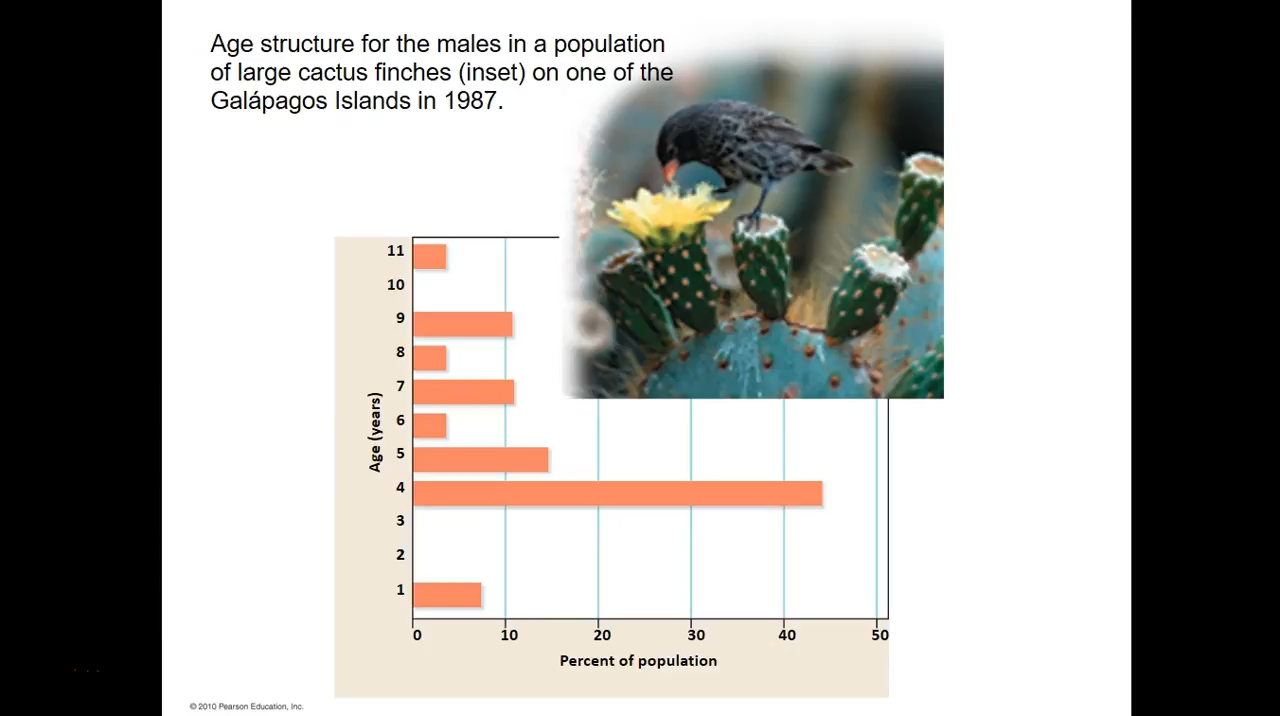 Age structure for the males in a population
of large cactus finches (inset) on one of the
Galápagos Islands in 1987.
11
10
9
8
7
6
5
4
3
2
1
Age (years)
0 10 20 30 40 50
Percent of population
© 2010 Pearson Education, Inc.